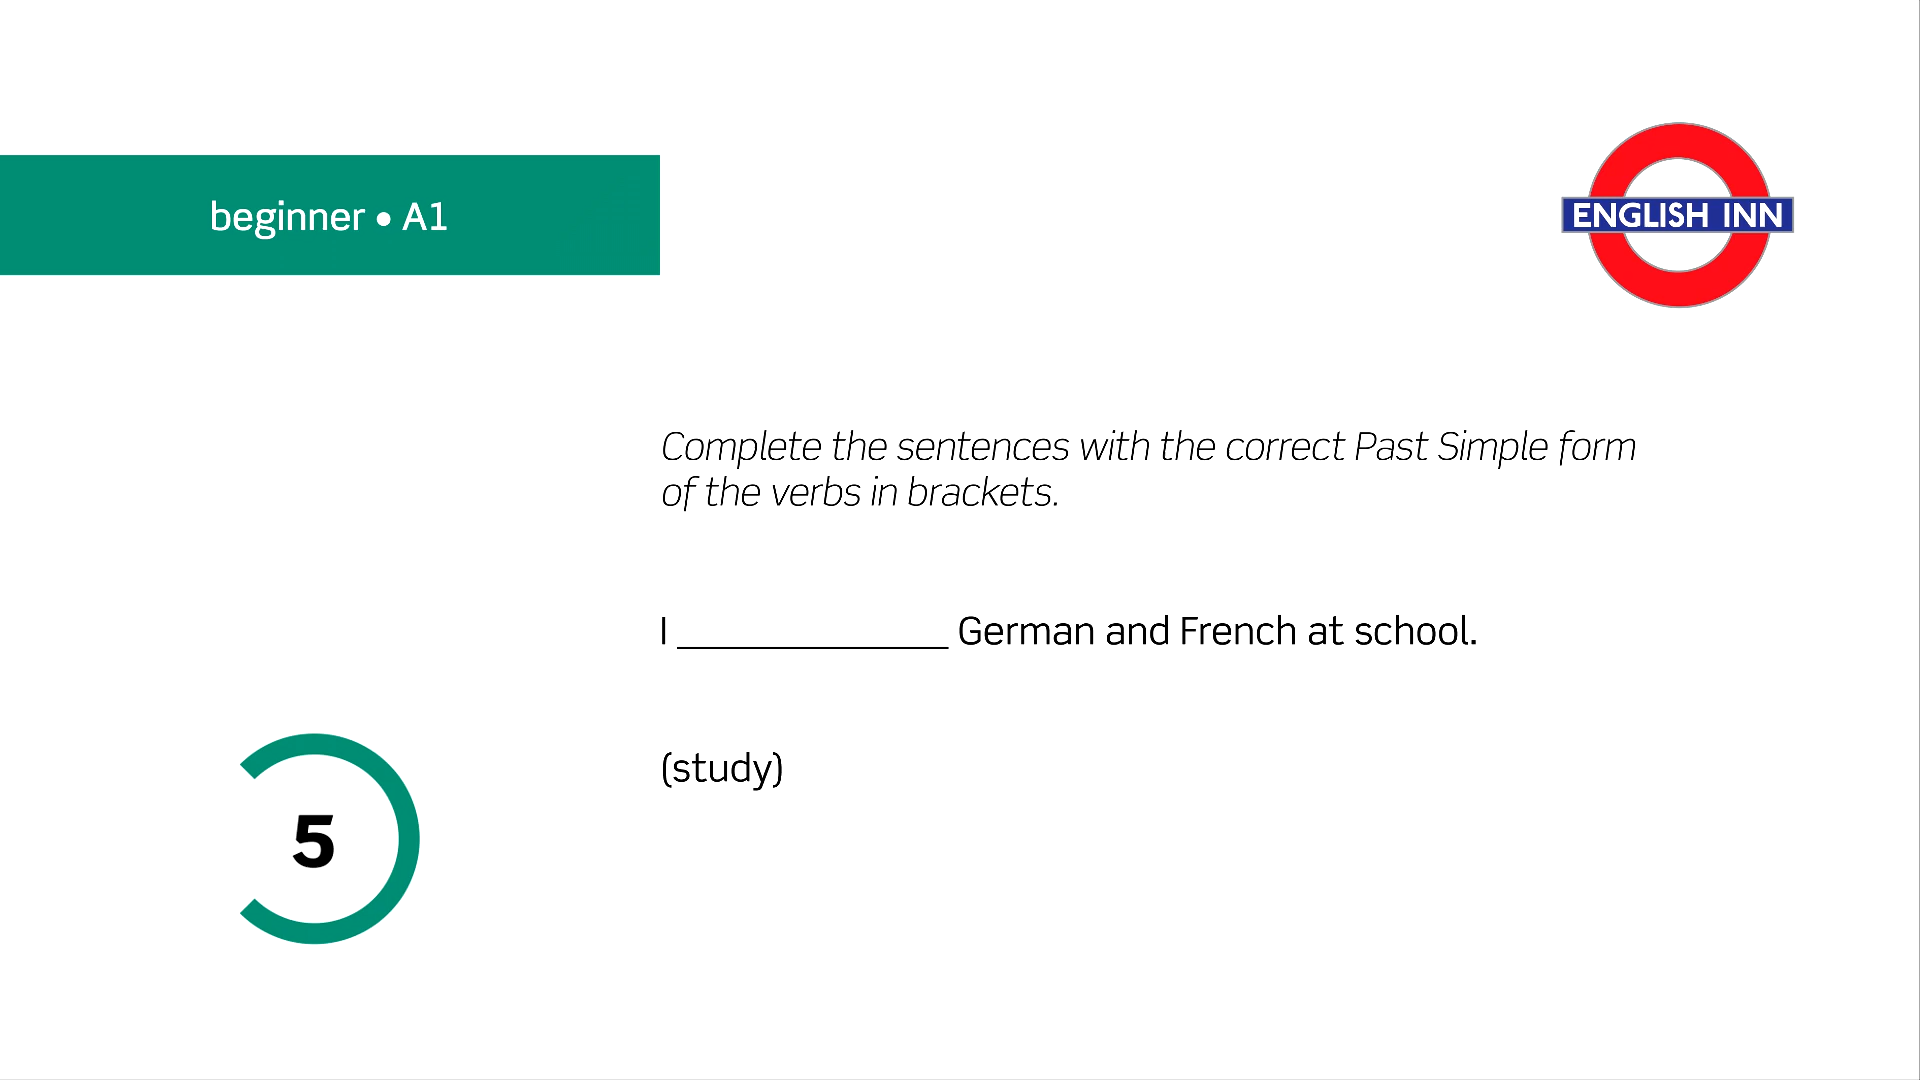 beginner • A1
ENGLISH INN
Complete the sentences with the correct Past Simple form
of the verbs in brackets.
I _____________ German and French at school.
(study)
5